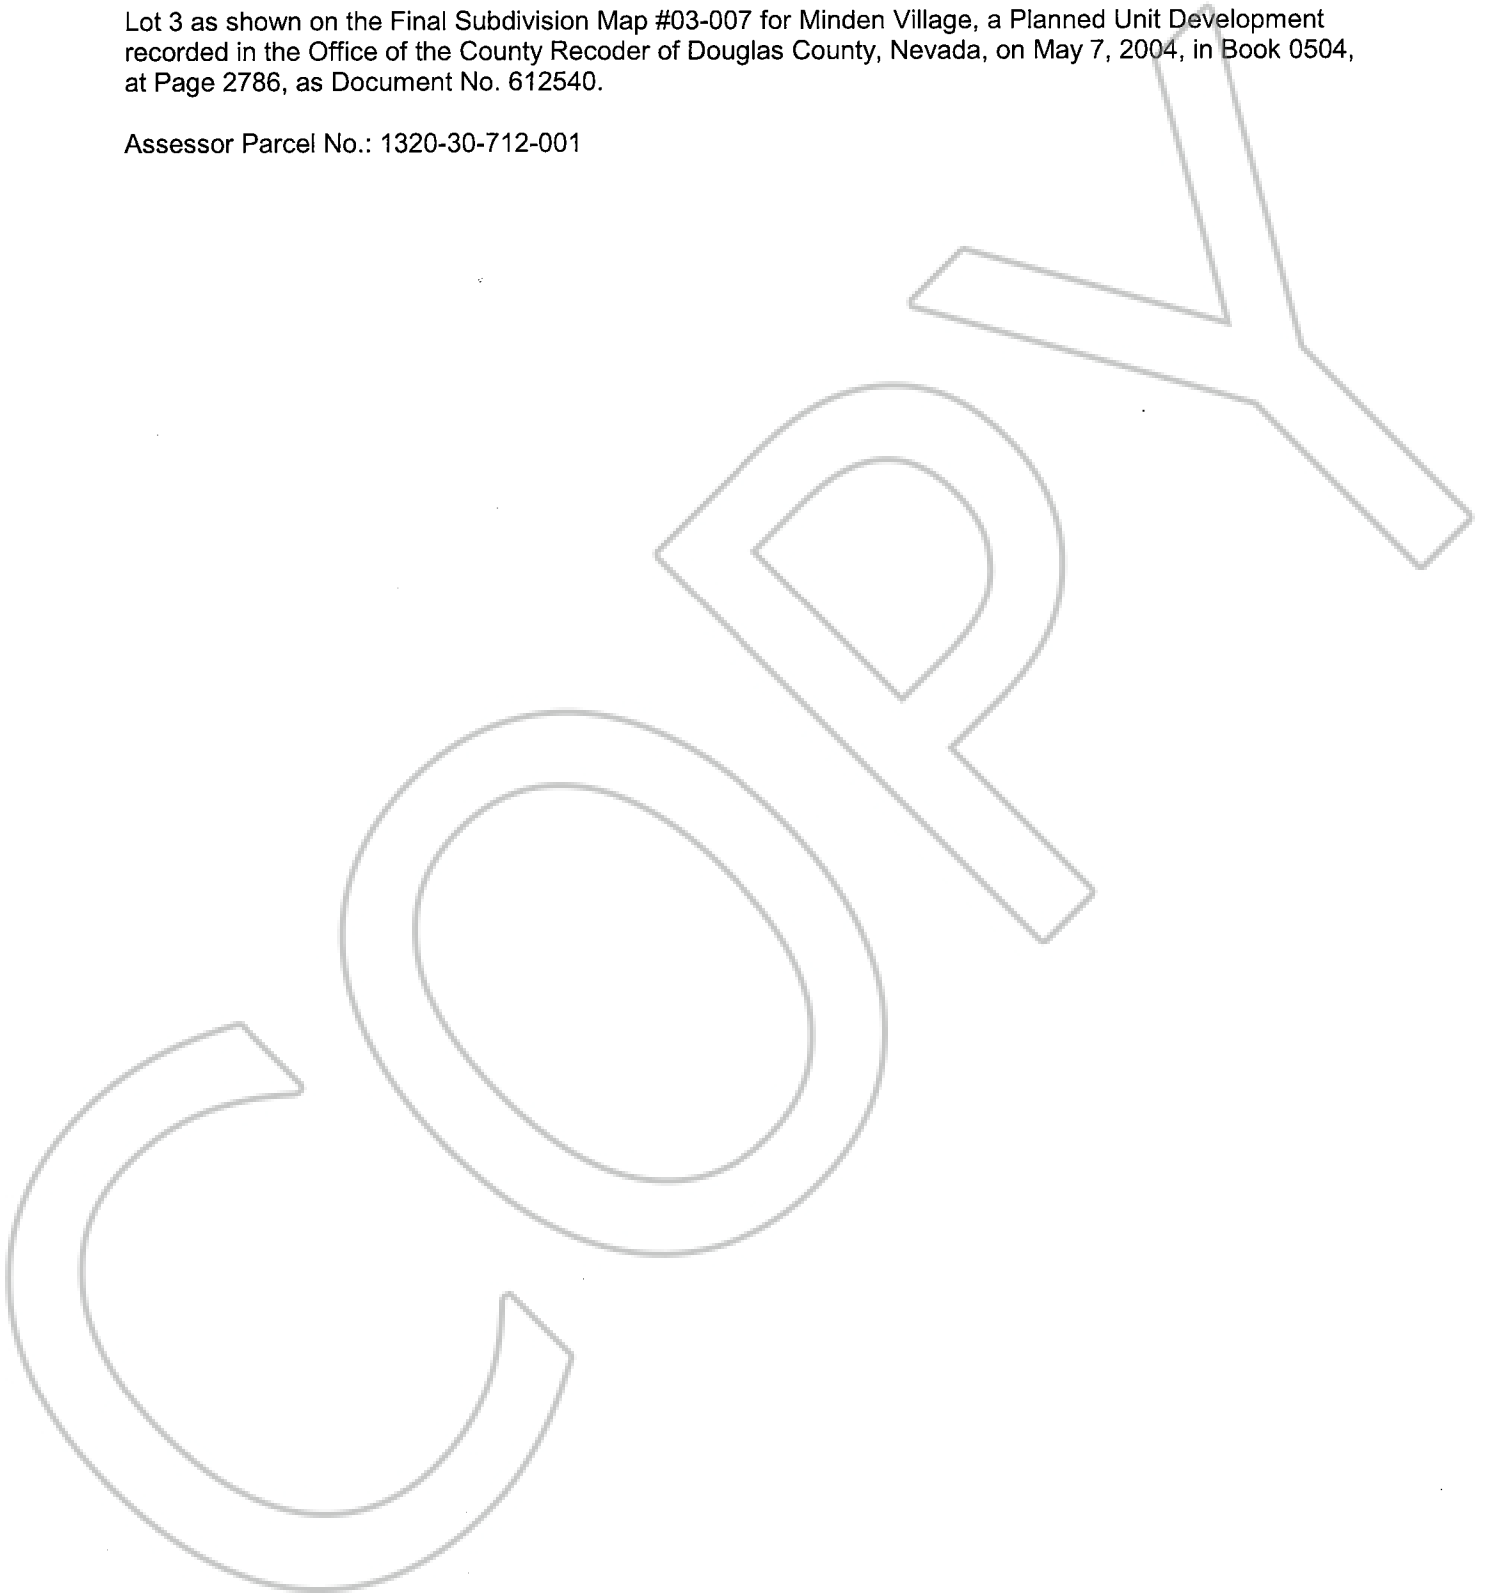 Lot 3 as shown on the Final Subdivision Map #03-007 for Minden Village, a Planned Unit Development
recorded in the Office of the County Recoder of Douglas County, Nevada, on May 7, 2004, in Book 0504,
at Page 2786, as Document No. 612540.
Assessor Parcel No.: 1320-30-712-001
COPY